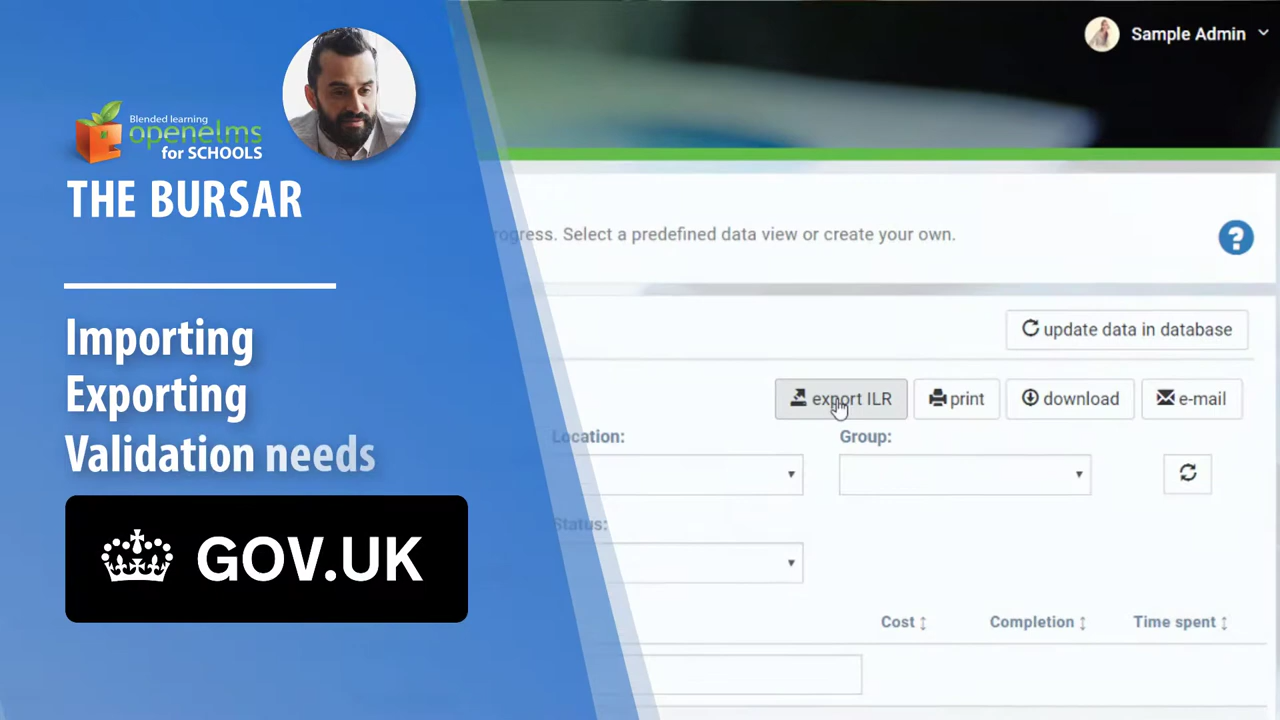 Sample Admin
Blended learning
openelms
for SCHOOLS
THE BURSAR
rogress. Select a predefined data view or create your own.
?
update data in database
Importing
Exporting
Validation needs
export ILR
print
download
e-mail
Location:
Group:
Status:
GOV.UK
Cost
Completion
Time spent